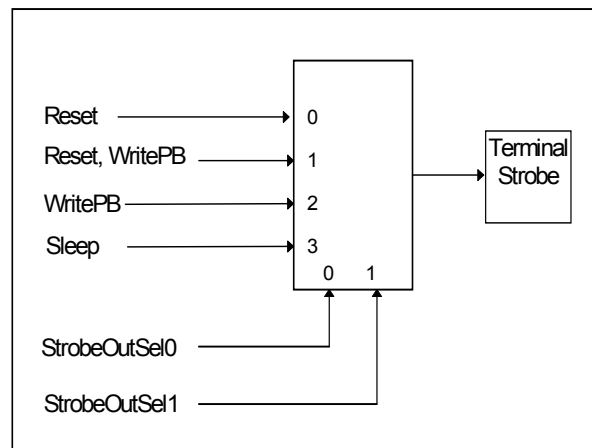 Reset
0
Reset, WritePB
1
Terminal
Strobe
WritePB
2
Sleep
3
0 1
StrobeOutSel0
StrobeOutSel1